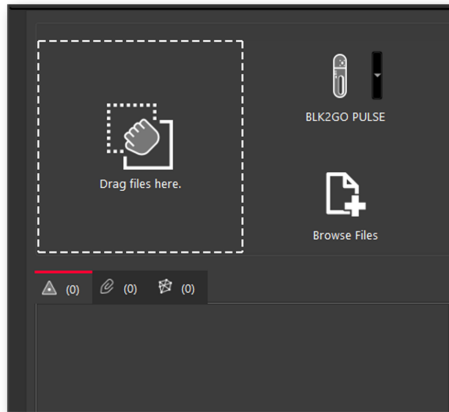 BLK2GO PULSE
Drag files here.
Browse Files
(0) (0) (0)